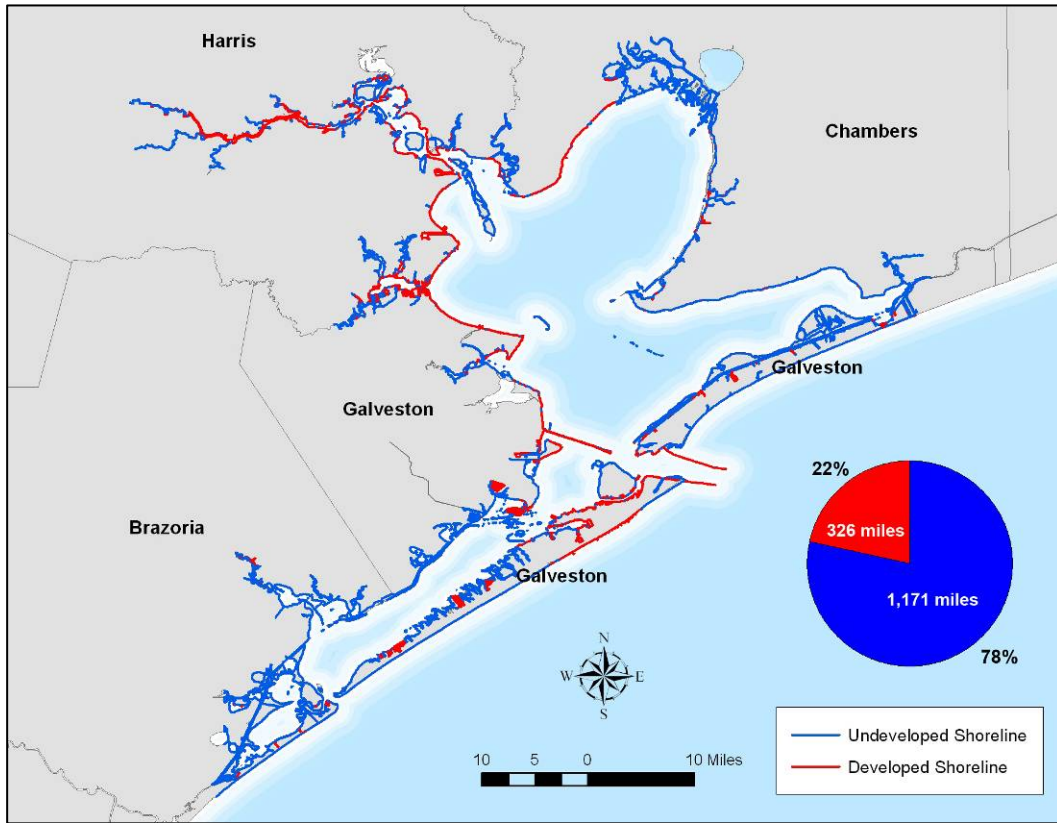 Harris
Chambers
Galveston
Galveston
Brazoria
Galveston
22%
326 miles
1,171 miles
78%
N
W E
S
10 5 0 10 Miles
Undeveloped Shoreline
Developed Shoreline